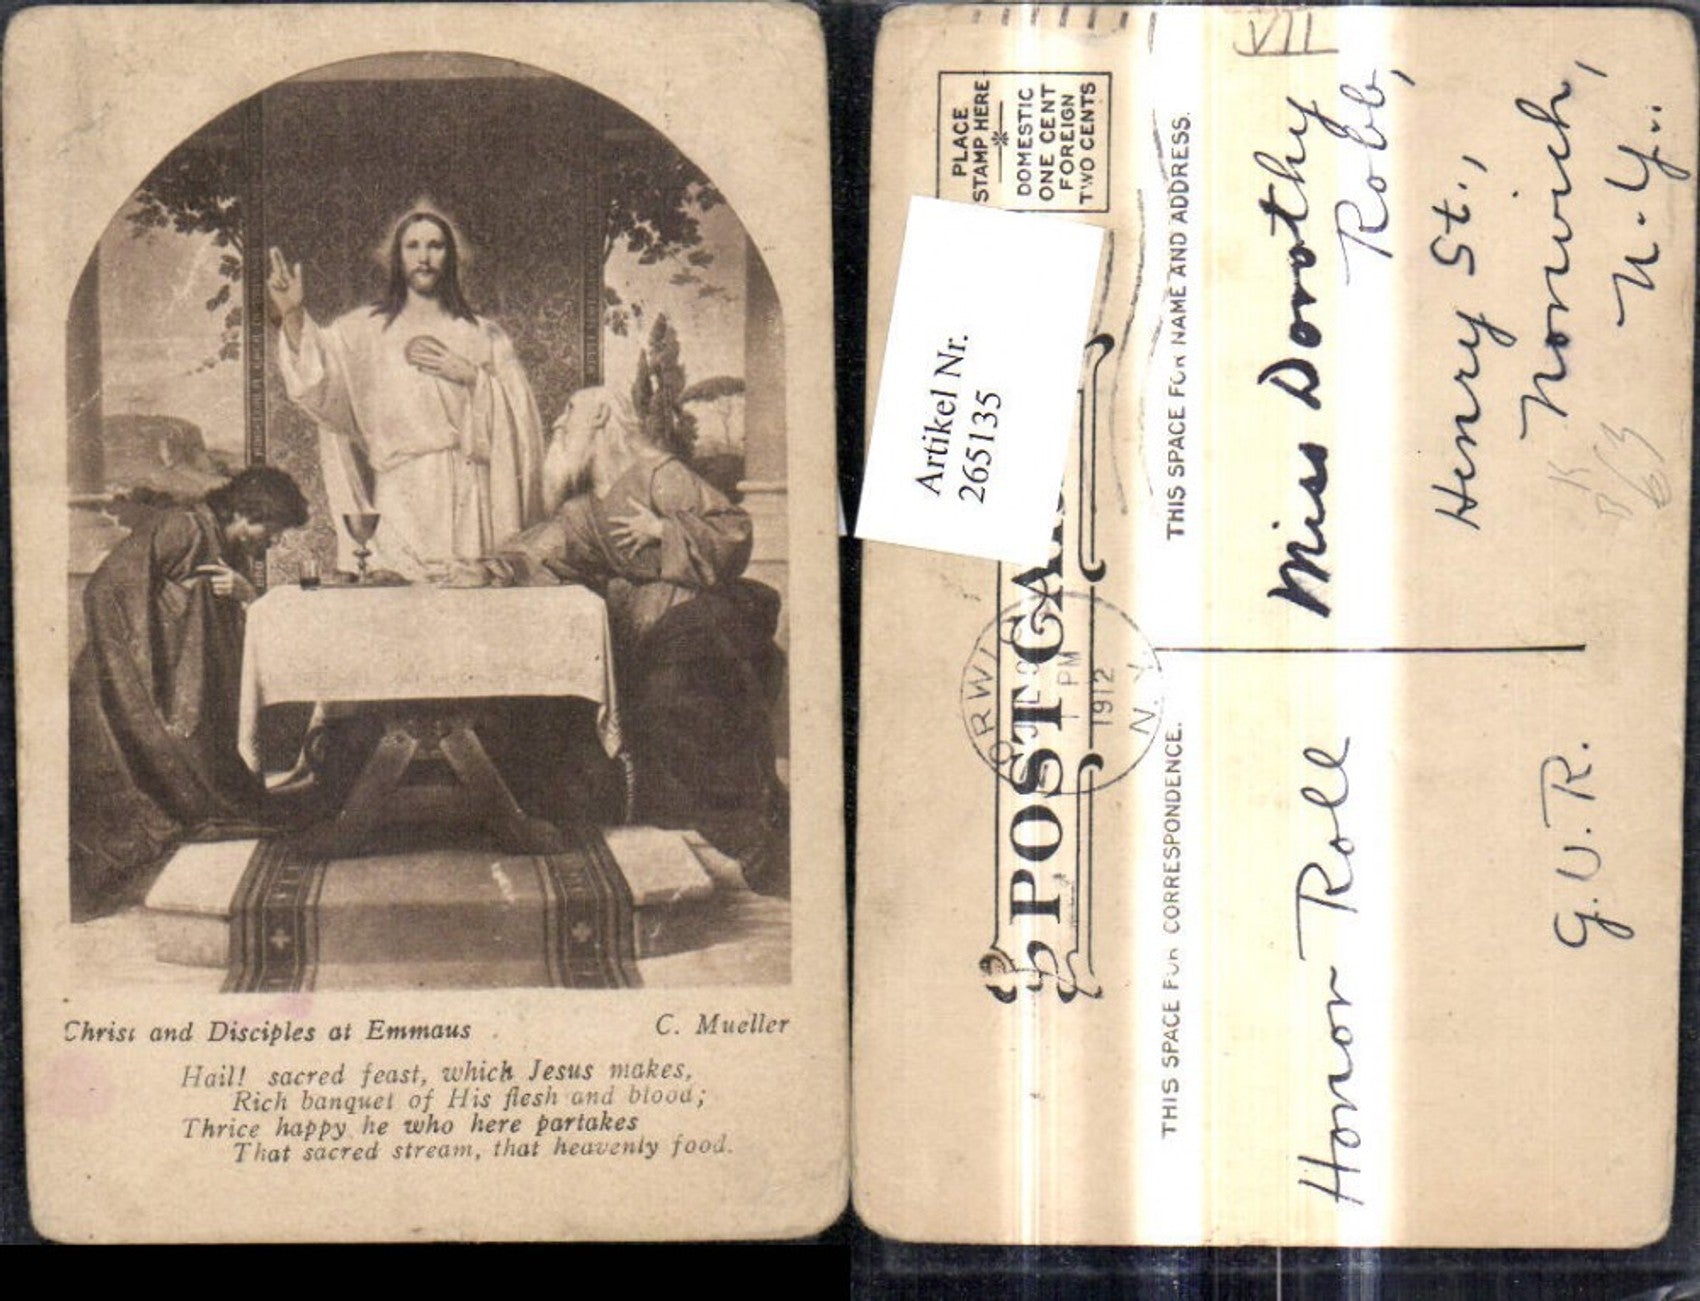 Christ and Disciples at Emmaus
C. Mueller
Hail! sacred feast, which Jesus makes,
Rich banquet of His flesh and blood;
Thrice happy he who here partakes
That sacred stream, that heavenly food.
VII
PLACE
STAMP HERE
DOMESTIC
ONE CENT
FOREIGN
TWO CENTS
Artikel Nr.
265135
POST CA
ORWI
PM
1912
N.Y.
THIS SPACE FOR CORRESPONDENCE.
THIS SPACE FOR NAME AND ADDRESS.
Honor Roll
G. U. R.
Miss Dorothy
Robb,
Henry St.,
Norwich,
N. Y..